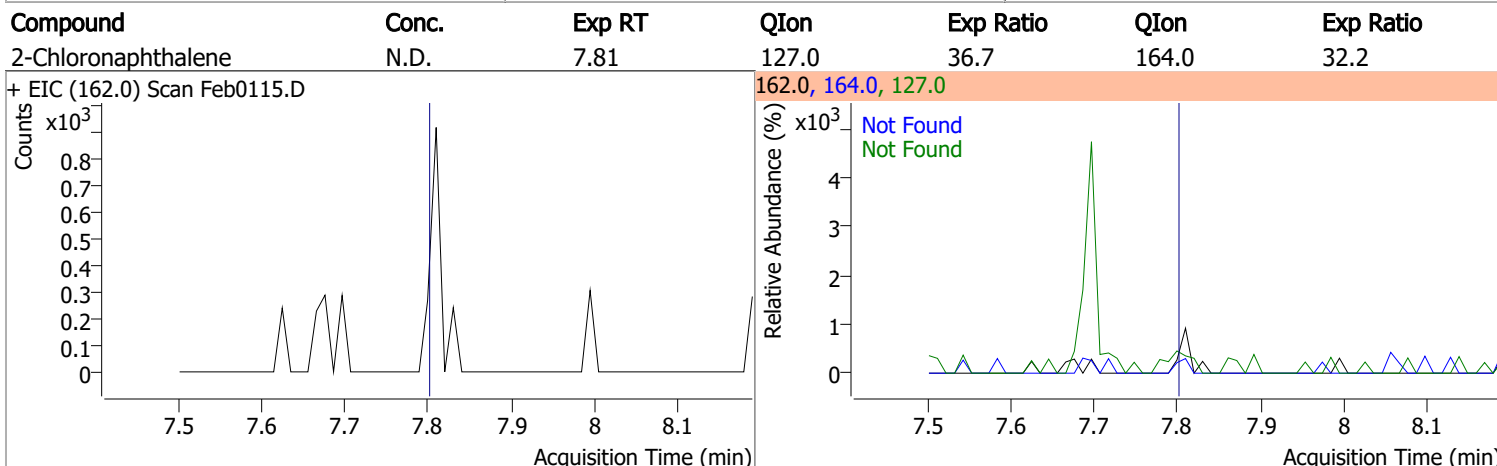 Compound Conc. Exp RT QIon Exp Ratio QIon Exp Ratio
2-Chloronaphthalene N.D. 7.81 127.0 36.7 164.0 32.2
+ EIC (162.0) Scan Feb0115.D
Counts
x10³
0.8
0.7
0.6
0.5
0.4
0.3
0.2
0.1
0
7.5 7.6 7.7 7.8 7.9 8 8.1
Acquisition Time (min)
162.0, 164.0, 127.0
Relative Abundance (%)
x10³
Not Found
Not Found
4
3
2
1
0
7.5 7.6 7.7 7.8 7.9 8 8.1
Acquisition Time (min)